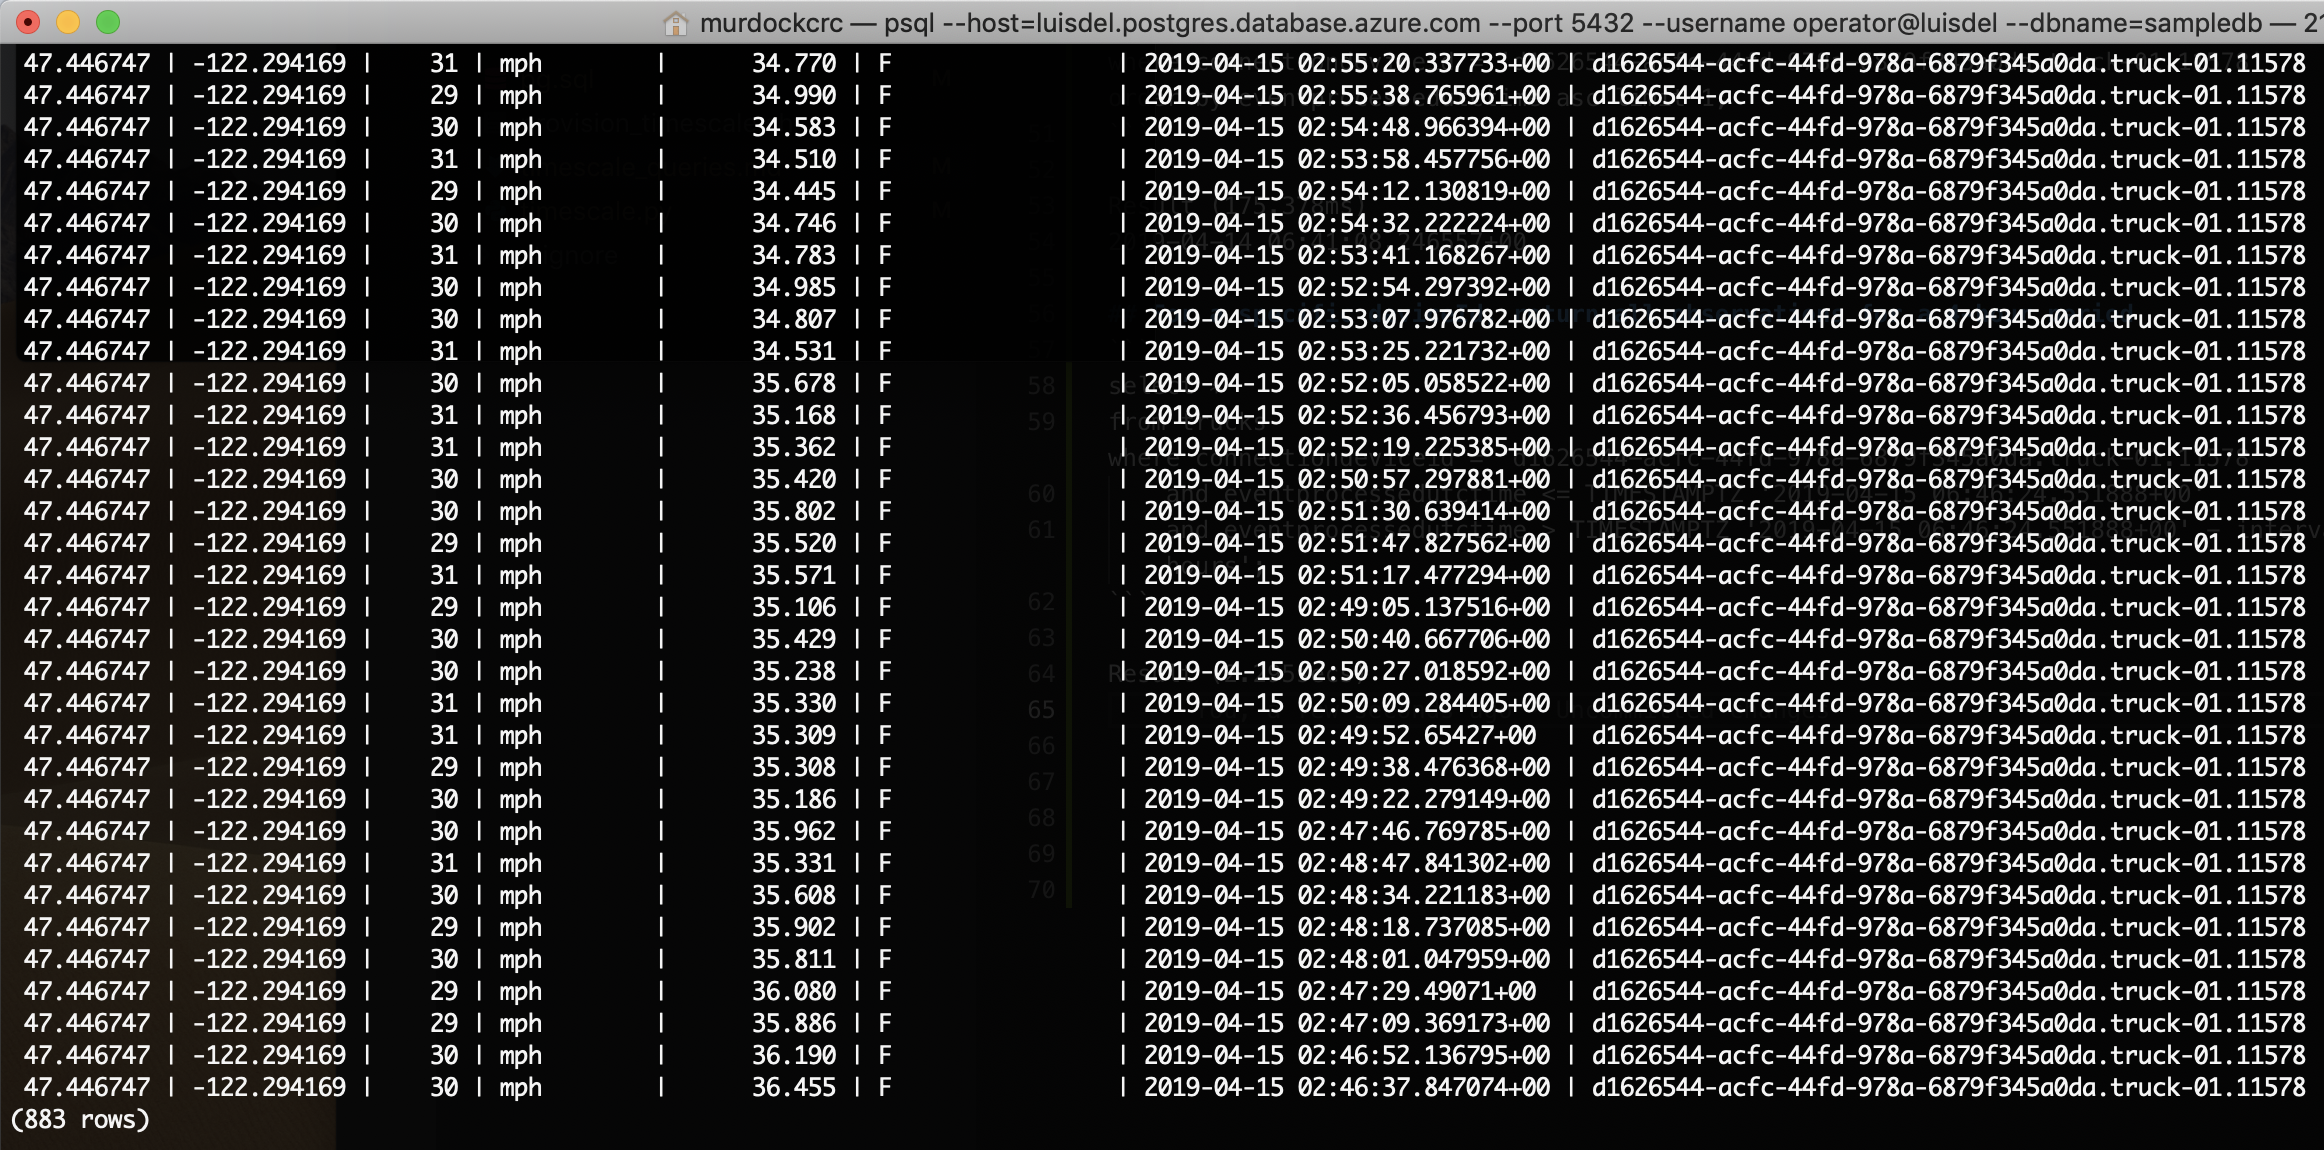 murdockcrc — psql --host=luisdel.postgres.database.azure.com --port 5432 --username operator@luisdel --dbname=sampledb —
47.446747 | -122.294169 | 31 | mph | 34.770 | F | 2019-04-15 02:55:20.337733+00 | d1626544-acfc-44fd-978a-6879f345a0da.truck-01.11578
47.446747 | -122.294169 | 29 | mph | 34.990 | F | 2019-04-15 02:55:38.765961+00 | d1626544-acfc-44fd-978a-6879f345a0da.truck-01.11578
47.446747 | -122.294169 | 30 | mph | 34.583 | F | 2019-04-15 02:54:48.966394+00 | d1626544-acfc-44fd-978a-6879f345a0da.truck-01.11578
47.446747 | -122.294169 | 31 | mph | 34.510 | F | 2019-04-15 02:53:58.457756+00 | d1626544-acfc-44fd-978a-6879f345a0da.truck-01.11578
47.446747 | -122.294169 | 29 | mph | 34.445 | F | 2019-04-15 02:54:12.130819+00 | d1626544-acfc-44fd-978a-6879f345a0da.truck-01.11578
47.446747 | -122.294169 | 30 | mph | 34.746 | F | 2019-04-15 02:54:32.222224+00 | d1626544-acfc-44fd-978a-6879f345a0da.truck-01.11578
47.446747 | -122.294169 | 31 | mph | 34.783 | F | 2019-04-15 02:53:41.168267+00 | d1626544-acfc-44fd-978a-6879f345a0da.truck-01.11578
47.446747 | -122.294169 | 30 | mph | 34.985 | F | 2019-04-15 02:52:54.297392+00 | d1626544-acfc-44fd-978a-6879f345a0da.truck-01.11578
47.446747 | -122.294169 | 30 | mph | 34.807 | F | 2019-04-15 02:53:07.976782+00 | d1626544-acfc-44fd-978a-6879f345a0da.truck-01.11578
47.446747 | -122.294169 | 31 | mph | 34.531 | F | 2019-04-15 02:53:25.221732+00 | d1626544-acfc-44fd-978a-6879f345a0da.truck-01.11578
47.446747 | -122.294169 | 30 | mph | 35.678 | F | 2019-04-15 02:52:05.058522+00 | d1626544-acfc-44fd-978a-6879f345a0da.truck-01.11578
47.446747 | -122.294169 | 31 | mph | 35.168 | F | 2019-04-15 02:52:36.456793+00 | d1626544-acfc-44fd-978a-6879f345a0da.truck-01.11578
47.446747 | -122.294169 | 31 | mph | 35.362 | F | 2019-04-15 02:52:19.225385+00 | d1626544-acfc-44fd-978a-6879f345a0da.truck-01.11578
47.446747 | -122.294169 | 30 | mph | 35.420 | F | 2019-04-15 02:50:57.297881+00 | d1626544-acfc-44fd-978a-6879f345a0da.truck-01.11578
47.446747 | -122.294169 | 30 | mph | 35.802 | F | 2019-04-15 02:51:30.639414+00 | d1626544-acfc-44fd-978a-6879f345a0da.truck-01.11578
47.446747 | -122.294169 | 29 | mph | 35.520 | F | 2019-04-15 02:51:47.827562+00 | d1626544-acfc-44fd-978a-6879f345a0da.truck-01.11578
47.446747 | -122.294169 | 31 | mph | 35.571 | F | 2019-04-15 02:51:17.477294+00 | d1626544-acfc-44fd-978a-6879f345a0da.truck-01.11578
47.446747 | -122.294169 | 29 | mph | 35.106 | F | 2019-04-15 02:49:05.137516+00 | d1626544-acfc-44fd-978a-6879f345a0da.truck-01.11578
47.446747 | -122.294169 | 30 | mph | 35.429 | F | 2019-04-15 02:50:40.667706+00 | d1626544-acfc-44fd-978a-6879f345a0da.truck-01.11578
47.446747 | -122.294169 | 30 | mph | 35.238 | F | 2019-04-15 02:50:27.018592+00 | d1626544-acfc-44fd-978a-6879f345a0da.truck-01.11578
47.446747 | -122.294169 | 31 | mph | 35.330 | F | 2019-04-15 02:50:09.284405+00 | d1626544-acfc-44fd-978a-6879f345a0da.truck-01.11578
47.446747 | -122.294169 | 31 | mph | 35.309 | F | 2019-04-15 02:49:52.65427+00 | d1626544-acfc-44fd-978a-6879f345a0da.truck-01.11578
47.446747 | -122.294169 | 29 | mph | 35.308 | F | 2019-04-15 02:49:38.476368+00 | d1626544-acfc-44fd-978a-6879f345a0da.truck-01.11578
47.446747 | -122.294169 | 30 | mph | 35.186 | F | 2019-04-15 02:49:22.279149+00 | d1626544-acfc-44fd-978a-6879f345a0da.truck-01.11578
47.446747 | -122.294169 | 30 | mph | 35.962 | F | 2019-04-15 02:47:46.769785+00 | d1626544-acfc-44fd-978a-6879f345a0da.truck-01.11578
47.446747 | -122.294169 | 31 | mph | 35.331 | F | 2019-04-15 02:48:47.841302+00 | d1626544-acfc-44fd-978a-6879f345a0da.truck-01.11578
47.446747 | -122.294169 | 30 | mph | 35.608 | F | 2019-04-15 02:48:34.221183+00 | d1626544-acfc-44fd-978a-6879f345a0da.truck-01.11578
47.446747 | -122.294169 | 29 | mph | 35.902 | F | 2019-04-15 02:48:18.737085+00 | d1626544-acfc-44fd-978a-6879f345a0da.truck-01.11578
47.446747 | -122.294169 | 30 | mph | 35.811 | F | 2019-04-15 02:48:01.047959+00 | d1626544-acfc-44fd-978a-6879f345a0da.truck-01.11578
47.446747 | -122.294169 | 29 | mph | 36.080 | F | 2019-04-15 02:47:29.49071+00 | d1626544-acfc-44fd-978a-6879f345a0da.truck-01.11578
47.446747 | -122.294169 | 29 | mph | 35.886 | F | 2019-04-15 02:47:09.369173+00 | d1626544-acfc-44fd-978a-6879f345a0da.truck-01.11578
47.446747 | -122.294169 | 30 | mph | 36.190 | F | 2019-04-15 02:46:52.136795+00 | d1626544-acfc-44fd-978a-6879f345a0da.truck-01.11578
47.446747 | -122.294169 | 30 | mph | 36.455 | F | 2019-04-15 02:46:37.847074+00 | d1626544-acfc-44fd-978a-6879f345a0da.truck-01.11578
(883 rows)